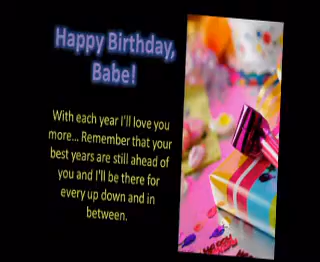 Happy Birthday,
Babe!
With each year I'll love you
more... Remember that your
best years are still ahead of
you and I'll be there for
every up down and in
between.